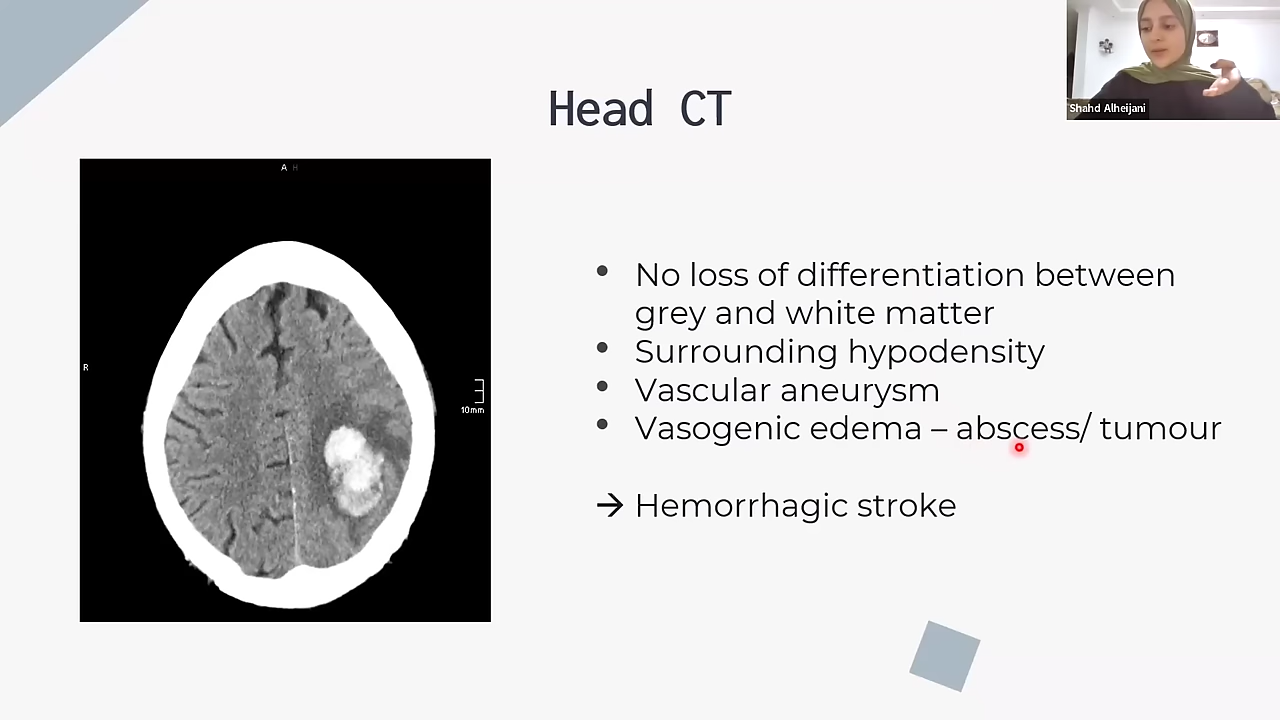 Shahd Alheijani
Head CT
A H
R
10mm
• No loss of differentiation between
grey and white matter
• Surrounding hypodensity
• Vascular aneurysm
• Vasogenic edema – abscess/ tumour
→ Hemorrhagic stroke